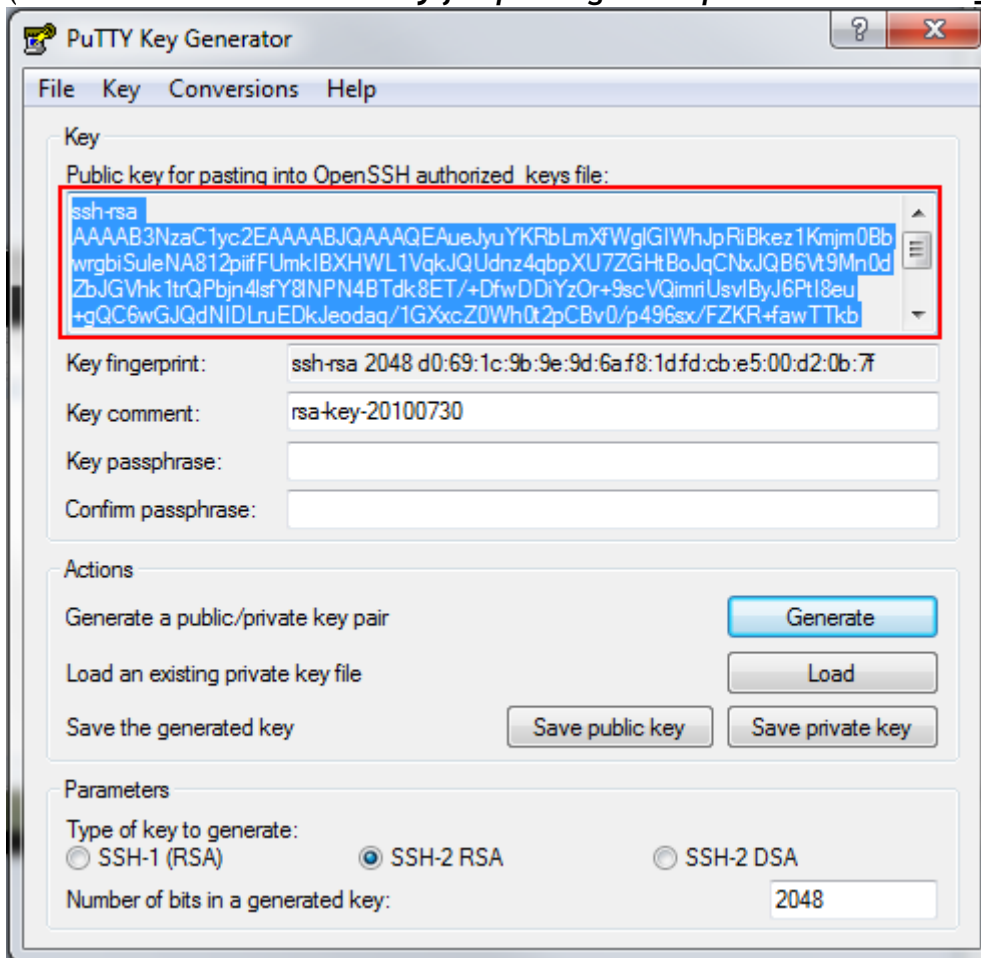 PuTTY Key Generator
File Key Conversions Help
Key
Public key for pasting into OpenSSH authorized_keys file:
ssh-rsa
AAAAB3NzaC1yc2EAAAABJQAAAQEAueJyuYKRbLmXfWglGIWhJpRiBkez1Kmjm0Bb
wrgbiSuleNA812piifFUmkIBXHWL1VqkJQUdnz4qbpXU7ZGHtBoJqCNxJQB6Vt9Mn0d
ZbJGVhk1trQPbjn4lsfY8INPN4BTdk8ET/+DfwDDiYzOr+9scVQimriUsvIByJ6PtI8eu
+gQC6wGJQdNIDLruEDkJeodaq/1GXxcZ0Wh0t2pCBv0/p496sx/FZKR+fawTTkb
Key fingerprint: ssh-rsa 2048 d0:69:1c:9b:9e:9d:6a:f8:1d:fd:cb:e5:00:d2:0b:7f
Key comment: rsa-key-20100730
Key passphrase:
Confirm passphrase:
Actions
Generate a public/private key pair Generate
Load an existing private key file Load
Save the generated key Save public key Save private key
Parameters
Type of key to generate:
SSH-1 (RSA) SSH-2 RSA SSH-2 DSA
Number of bits in a generated key: 2048